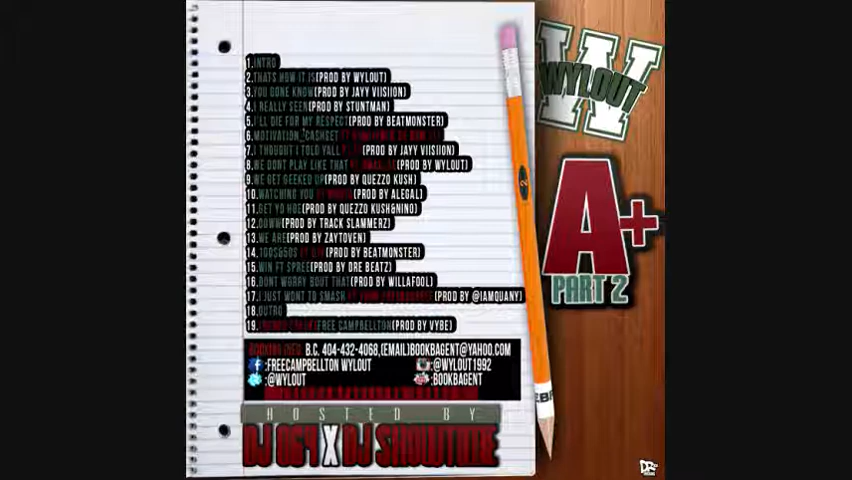 1.INTRO
2.THATS HOW IT IS(PROD BY WYLOUT)
3.YOU DONE KNOW(PROD BY JAYY VIISIION)
4.I REALLY SEEN(PROD BY STUNTMAN)
5.I'LL DIE FOR MY RESPECT(PROD BY BEATMONSTER)
6.MOTIVATION_CASHSET
7.I THOUGHT I TOLD YALL (PROD BY JAYY VIISIION)
8.WE DONT PLAY LIKE THAT (PROD BY WYLOUT)
9.WE GET GEEKED UP(PROD BY QUEZZO KUSH)
10.WATCHING YOU (PROD BY ALEGAL)
11.GET YO HOE(PROD BY QUEZZO KUSH&NINO)
12.DOWN(PROD BY TRACK SLAMMERZ)
13.WE ARE(PROD BY ZAYTOVEN)
14.100S&50S (PROD BY BEATMONSTER)
15.WIN FT SPREE(PROD BY DRE BEATZ)
16.DONT WORRY BOUT THAT(PROD BY WILLAFOOL)
17.I JUST WONT TO SMASH (PROD BY @IAMQUANY)
18.OUTRO
19. FREE CAMPBELLTON(PROD BY VYBE)
BOOKING INFO. B.C. 404-432-4068,(EMAIL)BOOKBAGENT@YAHOO.COM
:FREECAMPBELLTON WYLOUT
:@WYLOUT1992
:@WYLOUT
:BOOKBAGENT
HOSTED BY
DJ 864 X DJ SHOWTIME
W
WYLOUT
A+
PART 2
2